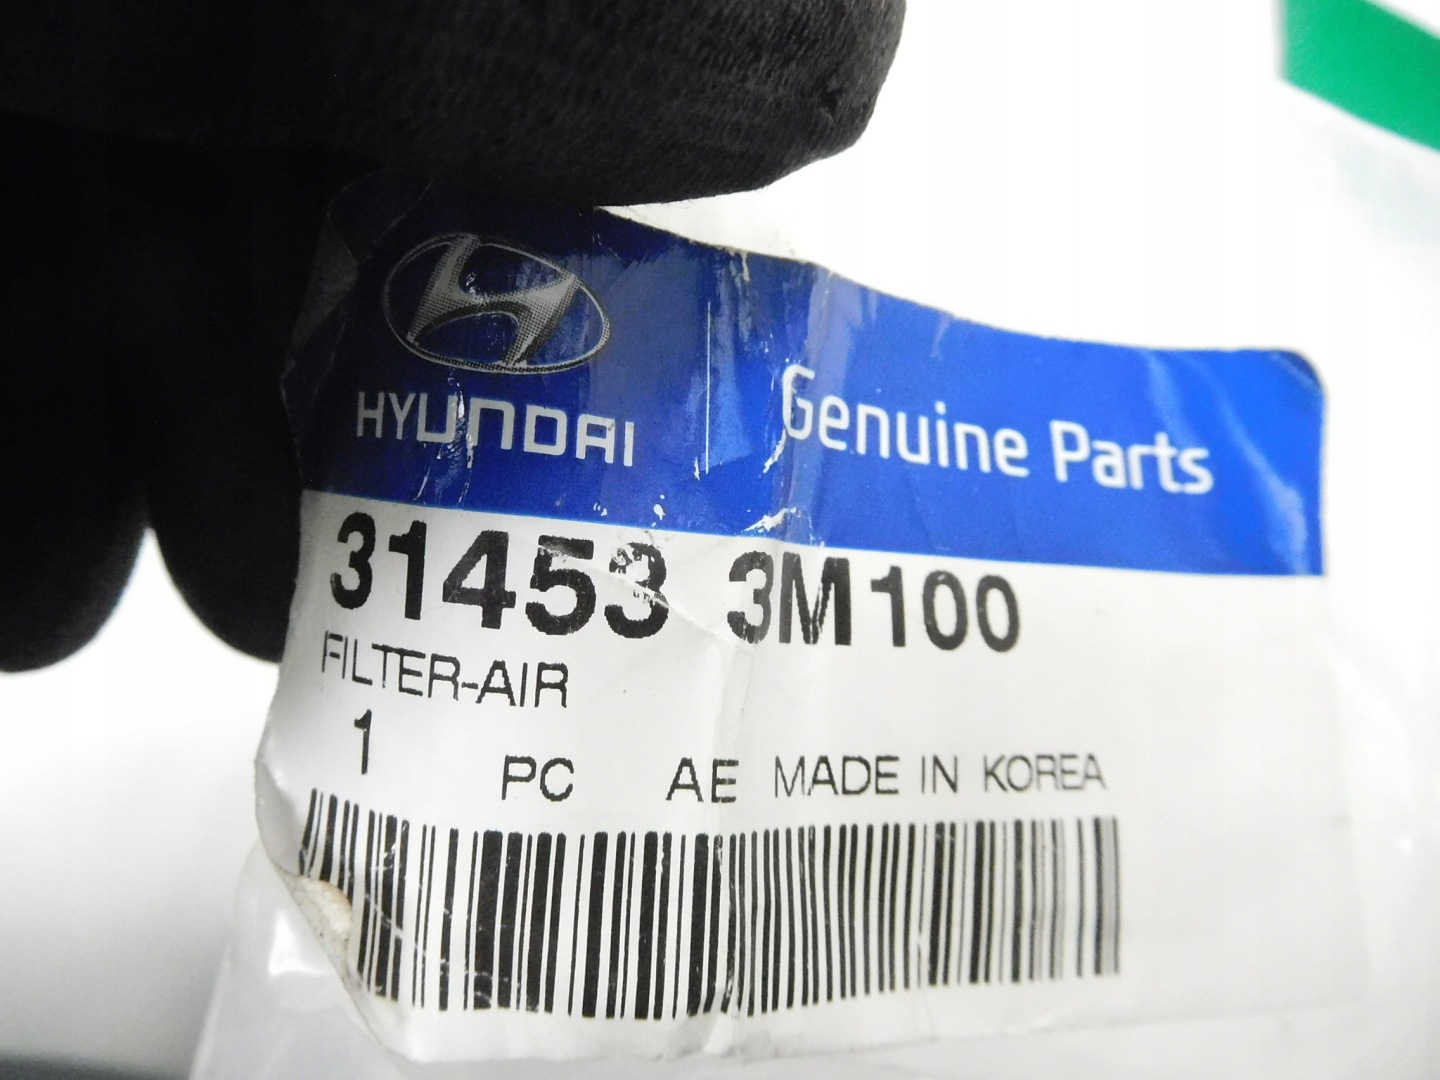 HYUNDAI
Genuine Parts
31453 3M100
FILTER-AIR
1
PC AE MADE IN KOREA